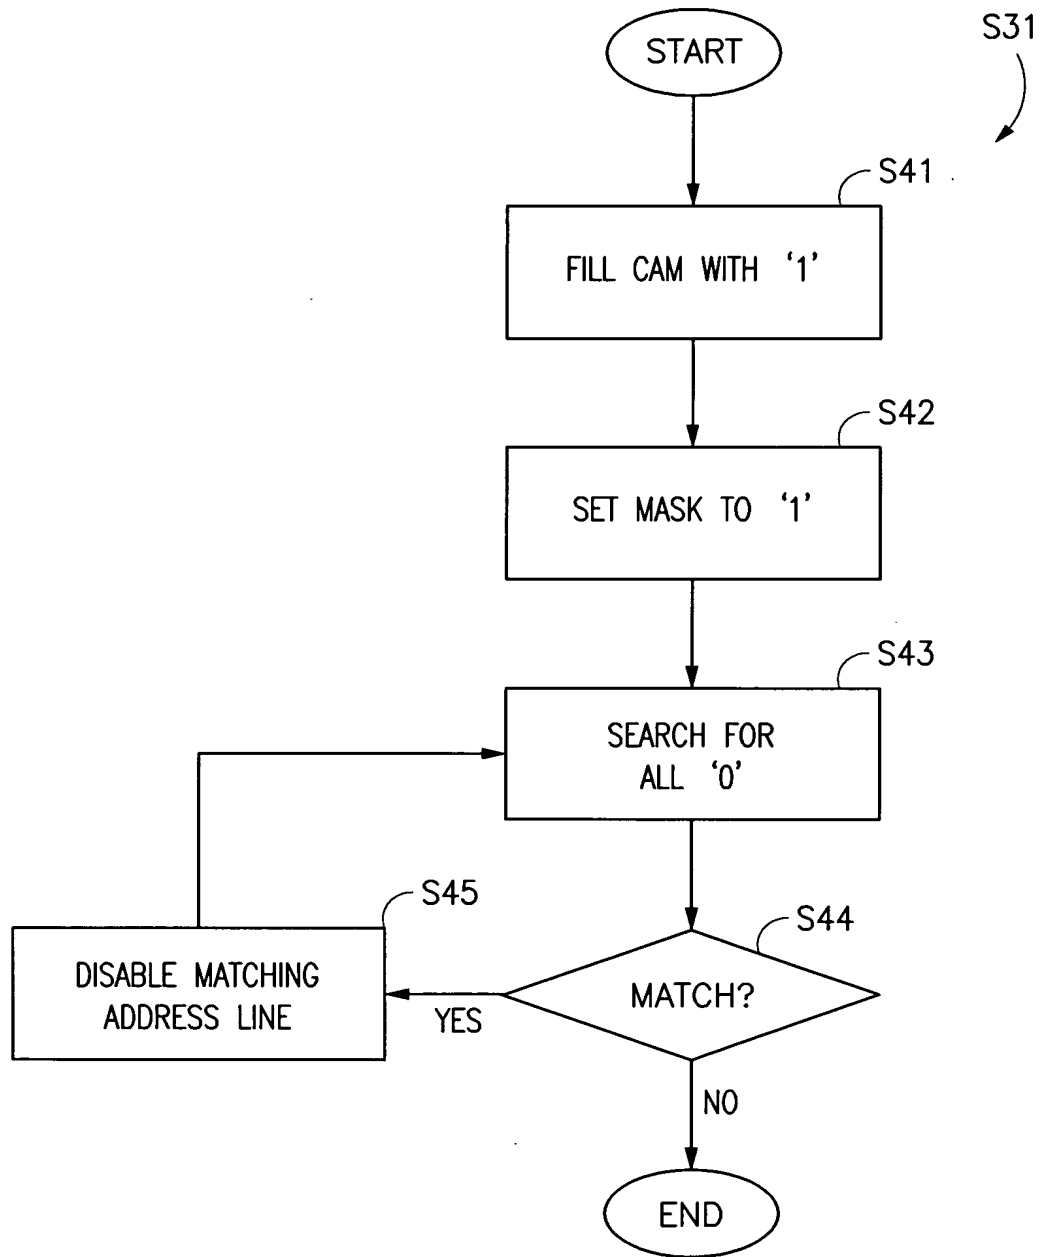 S31
START
S41
FILL CAM WITH ‘1’
S42
SET MASK TO ‘1’
S43
SEARCH FOR
ALL ‘0’
S45
S44
DISABLE MATCHING
ADDRESS LINE
MATCH?
YES
NO
END